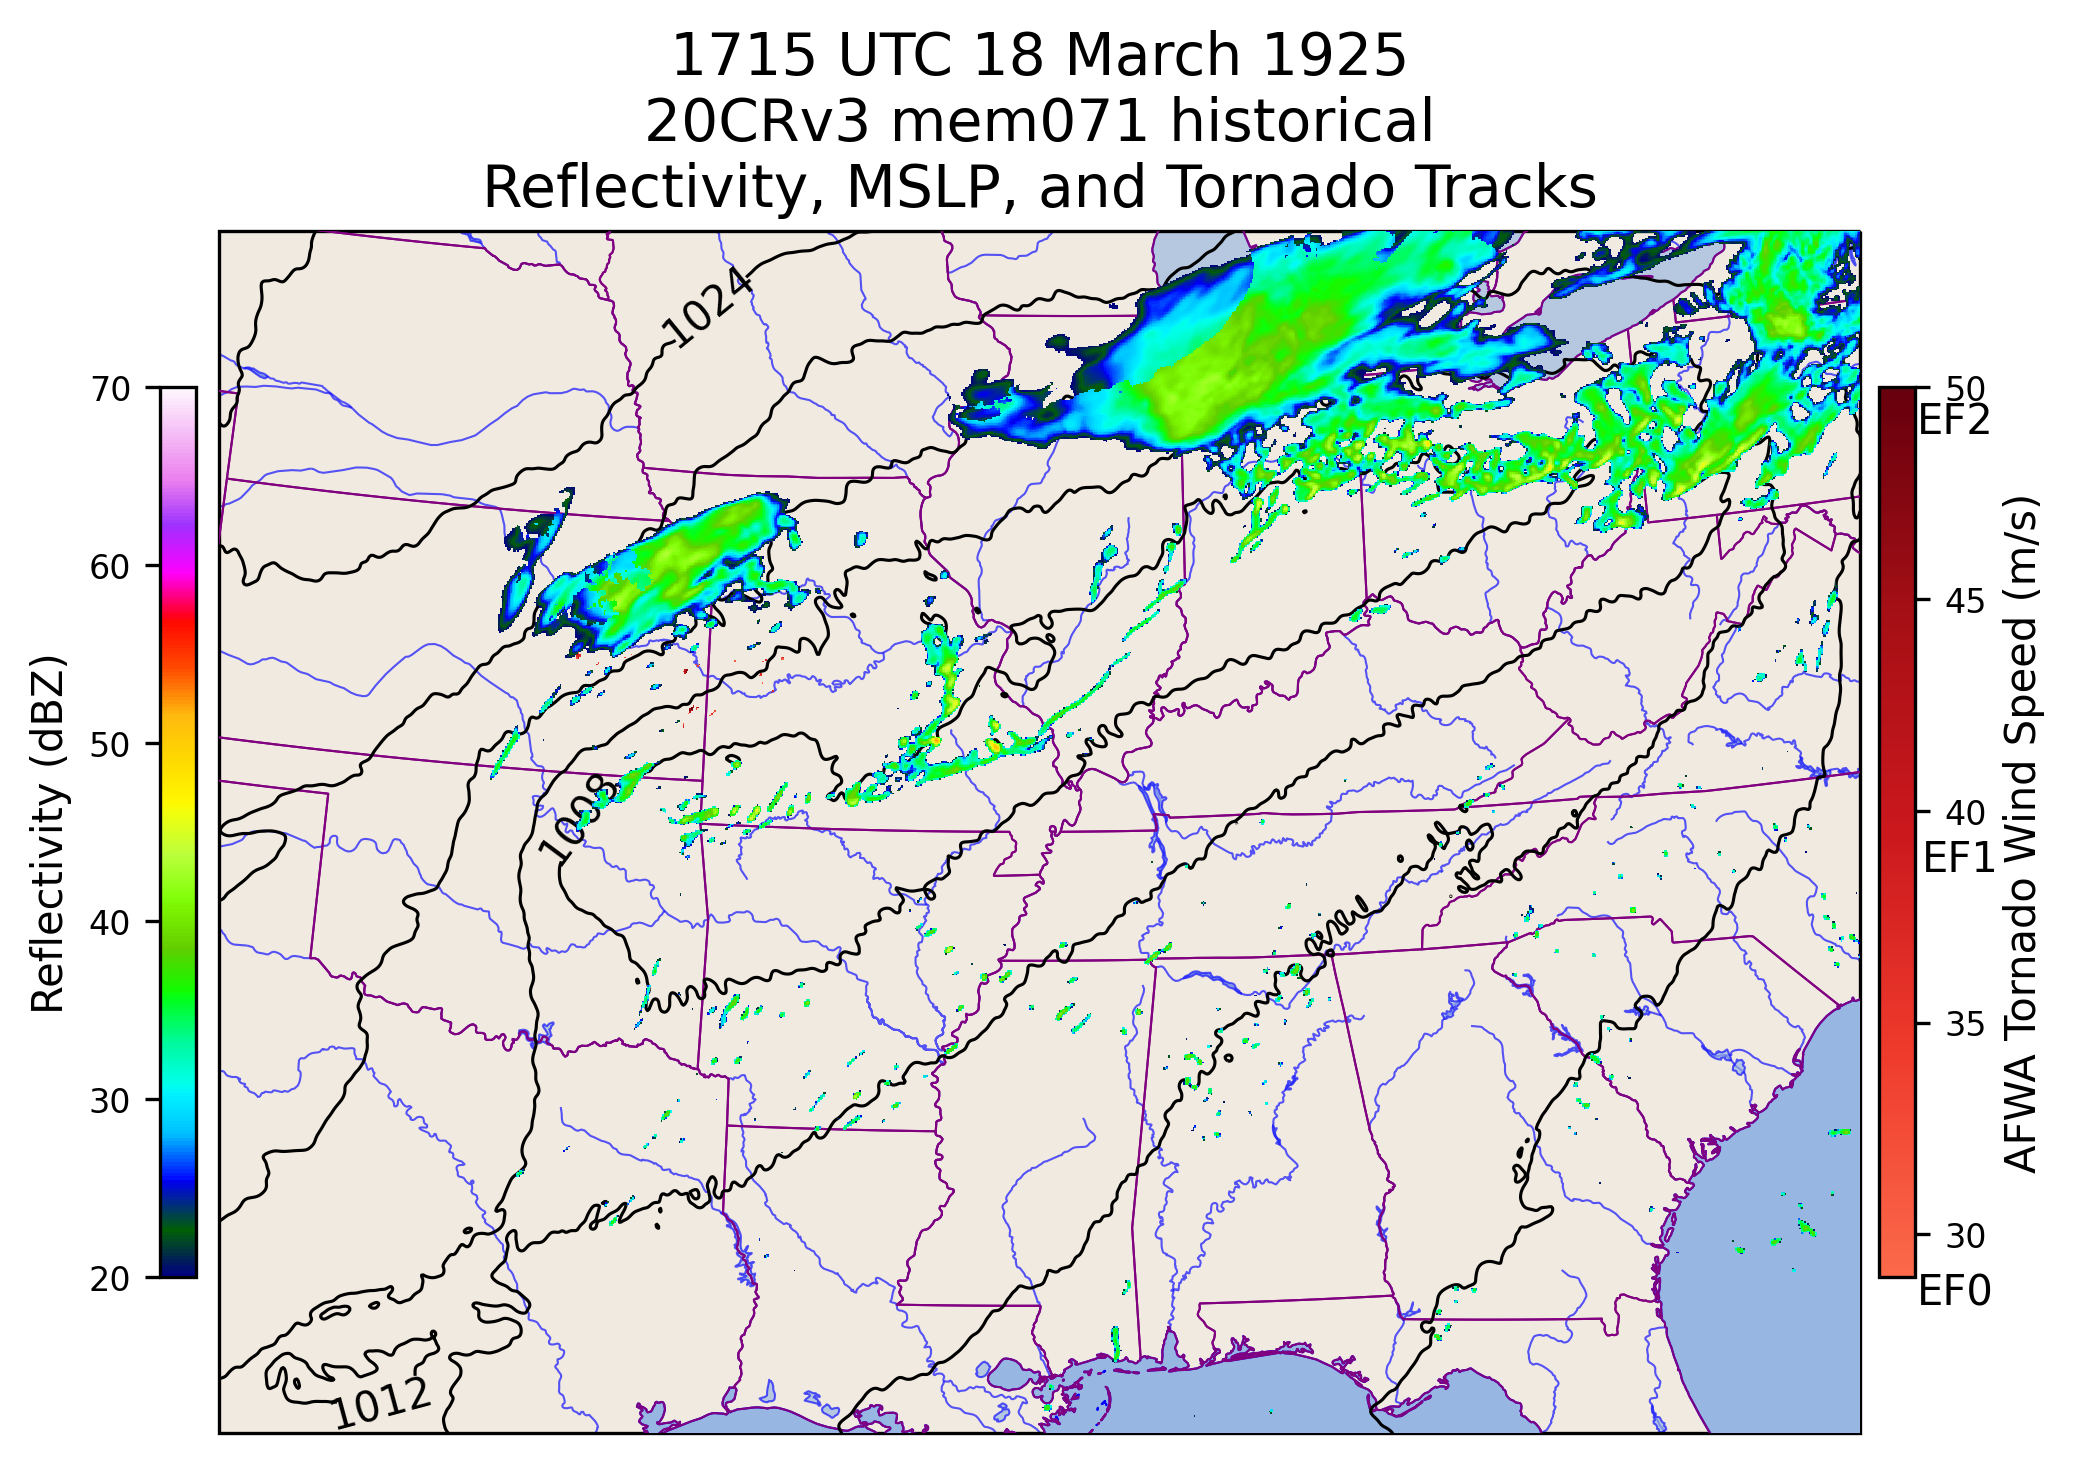 1715 UTC 18 March 1925
20CRv3 mem071 historical
Reflectivity, MSLP, and Tornado Tracks
1024
1008
1012
Reflectivity (dBZ)
70
60
50
40
30
20
50
EF2
45
40
EF1
35
30
EF0
AFWA Tornado Wind Speed (m/s)